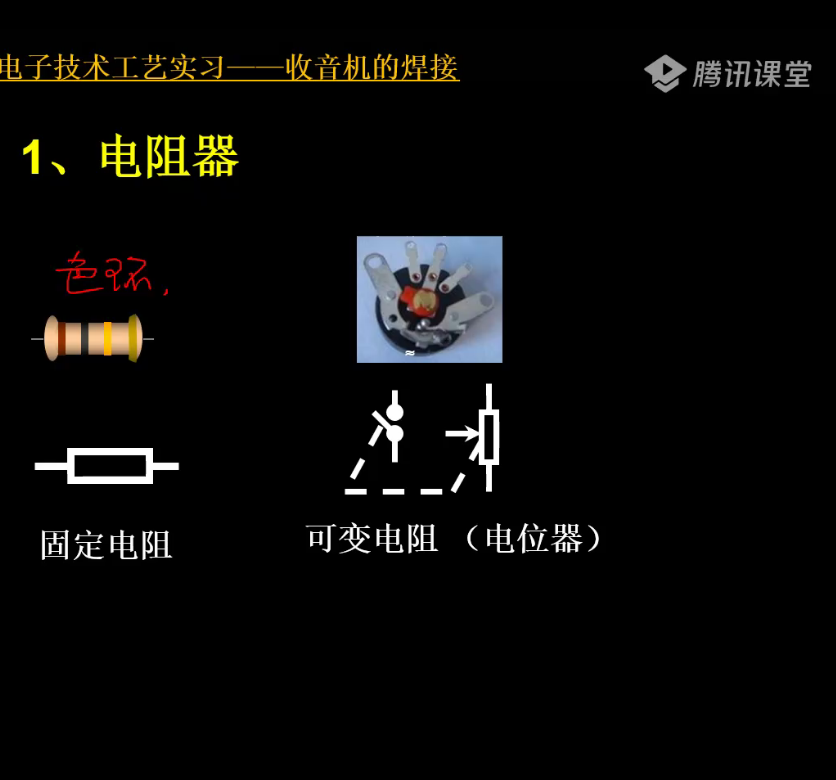 电子技术工艺实习——收音机的焊接
腾讯课堂
1、电阻器
色环,
≈
固定电阻
可变电阻 （电位器）